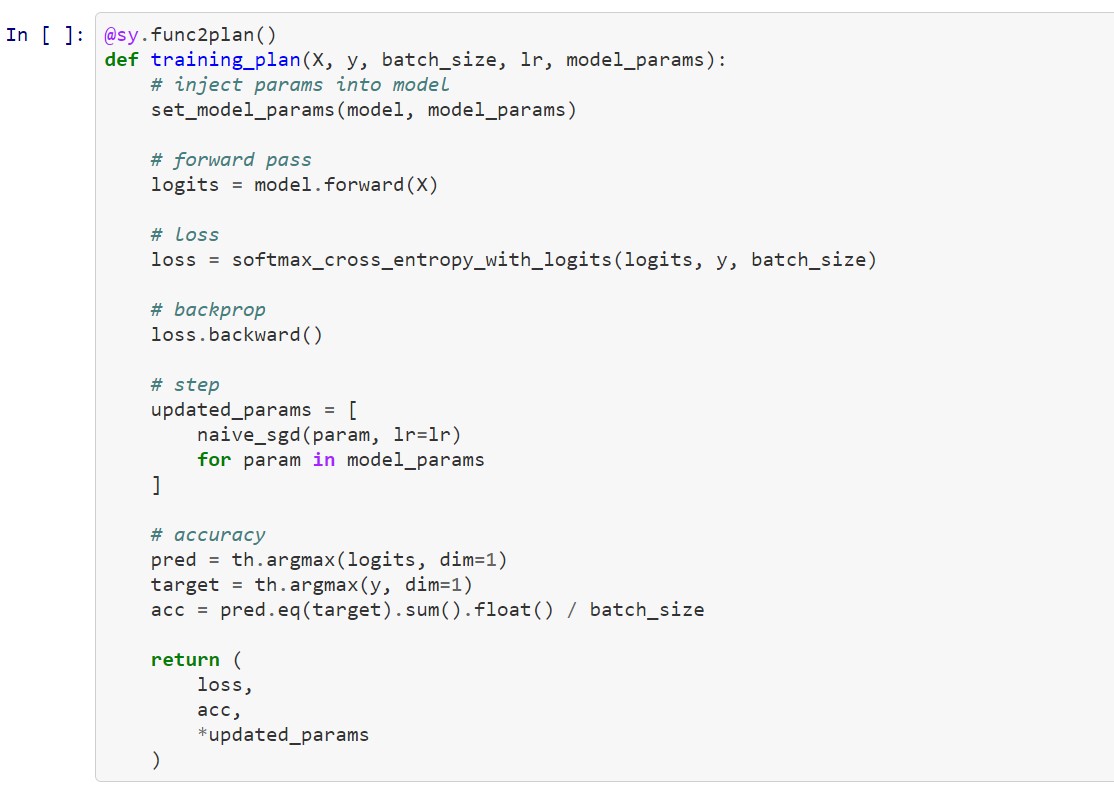 In [ ]: @sy.func2plan()
def training_plan(X, y, batch_size, lr, model_params):
    # inject params into model
    set_model_params(model, model_params)

    # forward pass
    logits = model.forward(X)

    # loss
    loss = softmax_cross_entropy_with_logits(logits, y, batch_size)

    # backprop
    loss.backward()

    # step
    updated_params = [
        naive_sgd(param, lr=lr)
        for param in model_params
    ]

    # accuracy
    pred = th.argmax(logits, dim=1)
    target = th.argmax(y, dim=1)
    acc = pred.eq(target).sum().float() / batch_size

    return (
        loss,
        acc,
        *updated_params
    )